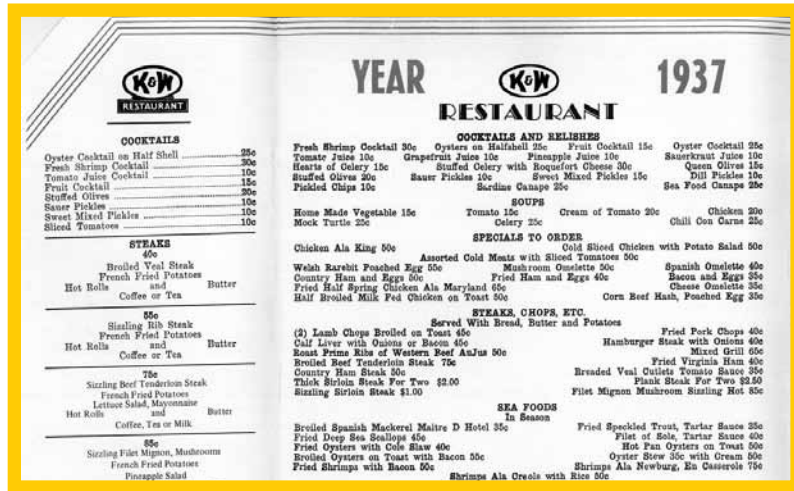 K&W
RESTAURANT
COCKTAILS
Oyster Cocktail on Half Shell 25c
Fresh Shrimp Cocktail 30c
Tomato Juice Cocktail 10c
Fruit Cocktail 15c
Stuffed Olives 20c
Sauer Pickles 10c
Sweet Mixed Pickles 10c
Sliced Tomatoes 10c
STEAKS
40c
Broiled Veal Steak
French Fried Potatoes
Hot Rolls and Butter
Coffee or Tea
55c
Sizzling Rib Steak
French Fried Potatoes
Hot Rolls and Butter
Coffee or Tea
75c
Sizzling Beef Tenderloin Steak
French Fried Potatoes
Lettuce Salad, Mayonnaise
Hot Rolls and Butter
Coffee, Tea or Milk
85c
Sizzling Filet Mignon, Mushrooms
French Fried Potatoes
Pineapple Salad
YEAR K&W 1937
RESTAURANT
COCKTAILS AND RELISHES
Fresh Shrimp Cocktail 30c Oysters on Halfshell 25c Fruit Cocktail 15c Oyster Cocktail 25c
Tomato Juice 10c Grapefruit Juice 10c Pineapple Juice 10c Sauerkraut Juice 10c
Hearts of Celery 15c Stuffed Celery with Roquefort Cheese 30c Queen Olives 15c
Stuffed Olives 20c Sauer Pickles 10c Sweet Mixed Pickles 15c Dill Pickles 10c
Pickled Chips 10c Sardine Canape 25c Sea Food Canape 25c
SOUPS
Home Made Vegetable 15c Tomato 15c Cream of Tomato 20c Chicken 20c
Mock Turtle 25c Celery 25c Chili Con Carne 25c
SPECIALS TO ORDER
Chicken Ala King 50c Cold Sliced Chicken with Potato Salad 50c
Assorted Cold Meats with Sliced Tomatoes 50c
Welsh Rarebit Poached Egg 55c Mushroom Omelette 50c Spanish Omelette 40c
Country Ham and Eggs 50c Fried Ham and Eggs 40c Bacon and Eggs 35c
Fried Half Spring Chicken Ala Maryland 65c Cheese Omelette 35c
Half Broiled Milk Fed Chicken on Toast 50c Corn Beef Hash, Poached Egg 35c
STEAKS, CHOPS, ETC.
Served With Bread, Butter and Potatoes
(2) Lamb Chops Broiled on Toast 45c Fried Pork Chops 40c
Calf Liver with Onions or Bacon 45c Hamburger Steak with Onions 40c
Roast Prime Ribs of Western Beef AuJus 50c Mixed Grill 65c
Broiled Beef Tenderloin Steak 75c Fried Virginia Ham 40c
Country Ham Steak 50c Breaded Veal Cutlets Tomato Sauce 35c
Thick Sirloin Steak For Two $2.00 Plank Steak For Two $2.50
Sizzling Sirloin Steak $1.00 Filet Mignon Mushroom Sizzling Hot 85c
SEA FOODS
In Season
Broiled Spanish Mackerel Maitre D Hotel 35c Fried Speckled Trout, Tartar Sauce 35c
Fried Deep Sea Scallops 45c Filet of Sole, Tartar Sauce 40c
Fried Oysters with Cole Slaw 40c Hot Pan Oysters on Toast 50c
Broiled Oysters on Toast with Bacon 55c Oyster Stew 35c with Cream 50c
Fried Shrimps with Bacon 50c Shrimps Ala Newburg, En Casserole 75c
Shrimps Ala Creole with Rice 50c